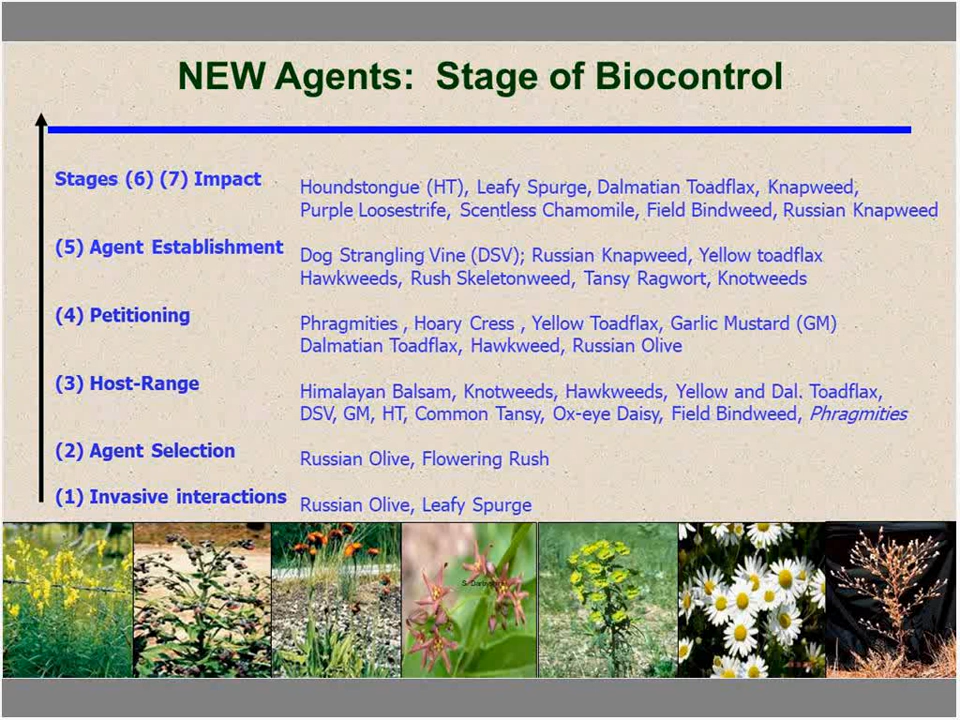 NEW Agents: Stage of Biocontrol
Stages (6) (7) Impact
Houndstongue (HT), Leafy Spurge, Dalmatian Toadflax, Knapweed,
Purple Loosestrife, Scentless Chamomile, Field Bindweed, Russian Knapweed
(5) Agent Establishment
Dog Strangling Vine (DSV); Russian Knapweed, Yellow toadflax
Hawkweeds, Rush Skeletonweed, Tansy Ragwort, Knotweeds
(4) Petitioning
Phragmities , Hoary Cress , Yellow Toadflax, Garlic Mustard (GM)
Dalmatian Toadflax, Hawkweed, Russian Olive
(3) Host-Range
Himalayan Balsam, Knotweeds, Hawkweeds, Yellow and Dal. Toadflax,
DSV, GM, HT, Common Tansy, Ox-eye Daisy, Field Bindweed, Phragmities
(2) Agent Selection
Russian Olive, Flowering Rush
(1) Invasive interactions
Russian Olive, Leafy Spurge
S.